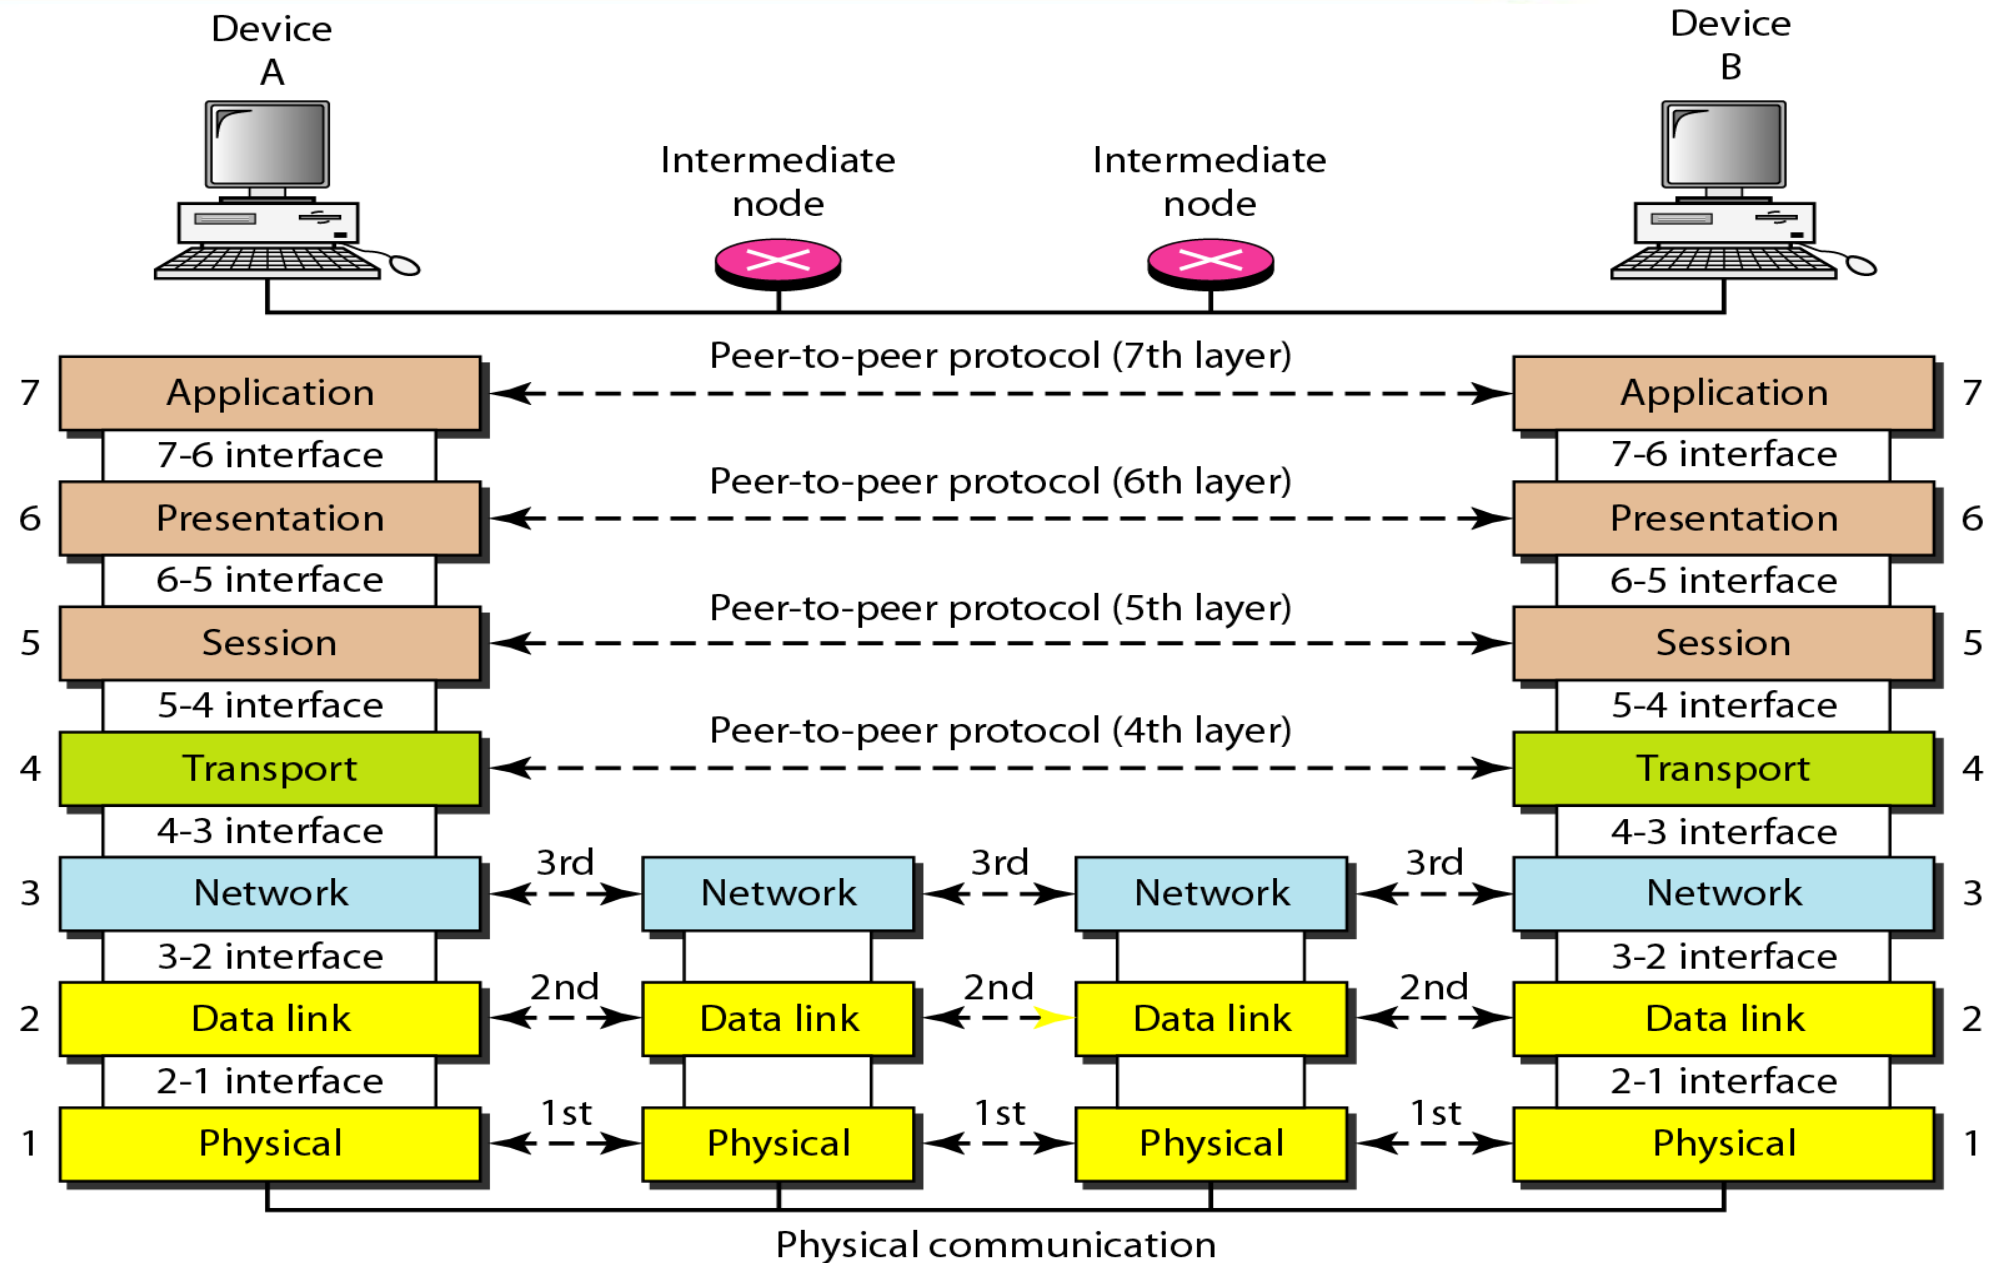 Device
A
Device
B
Intermediate
node
Intermediate
node
Peer-to-peer protocol (7th layer)
7
Application
Application
7
7-6 interface
7-6 interface
Peer-to-peer protocol (6th layer)
6
Presentation
Presentation
6
6-5 interface
6-5 interface
Peer-to-peer protocol (5th layer)
5
Session
Session
5
5-4 interface
5-4 interface
Peer-to-peer protocol (4th layer)
4
Transport
Transport
4
4-3 interface
4-3 interface
3rd
3rd
3rd
3
Network
Network
Network
Network
3
3-2 interface
3-2 interface
2nd
2nd
2nd
2
Data link
Data link
Data link
Data link
2
2-1 interface
2-1 interface
1st
1st
1st
1
Physical
Physical
Physical
Physical
1
Physical communication